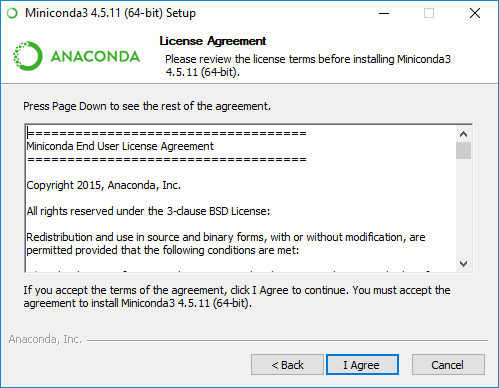 Miniconda3 4.5.11 (64-bit) Setup
ANACONDA
License Agreement
Please review the license terms before installing Miniconda3
4.5.11 (64-bit).
Press Page Down to see the rest of the agreement.
===================================
Miniconda End User License Agreement
===================================
Copyright 2015, Anaconda, Inc.
All rights reserved under the 3-clause BSD License:
Redistribution and use in source and binary forms, with or without modification, are
permitted provided that the following conditions are met:
If you accept the terms of the agreement, click I Agree to continue. You must accept the
agreement to install Miniconda3 4.5.11 (64-bit).
Anaconda, Inc.
< Back
I Agree
Cancel